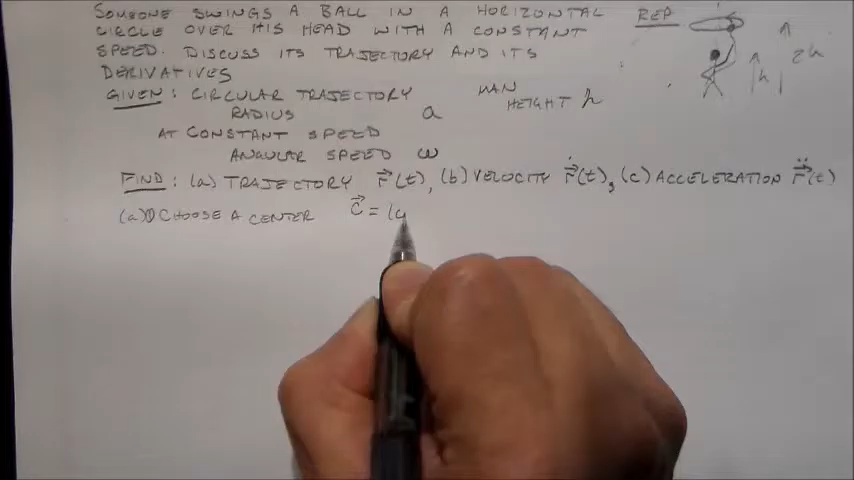 SOMEONE SWINGS A BALL IN A HORIZONTAL REP
CIRCLE OVER HIS HEAD WITH A CONSTANT
SPEED. DISCUSS ITS TRAJECTORY AND ITS 2h
DERIVATIVES h
GIVEN: CIRCULAR TRAJECTORY MAN
RADIUS a HEIGHT h
AT CONSTANT SPEED
ANGULAR SPEED ω
FIND: (a) TRAJECTORY r⃗(t), (b) VELOCITY ṙ⃗(t), (c) ACCELERATION r̈⃗(t)
(a) CHOOSE A CENTER c⃗ = (